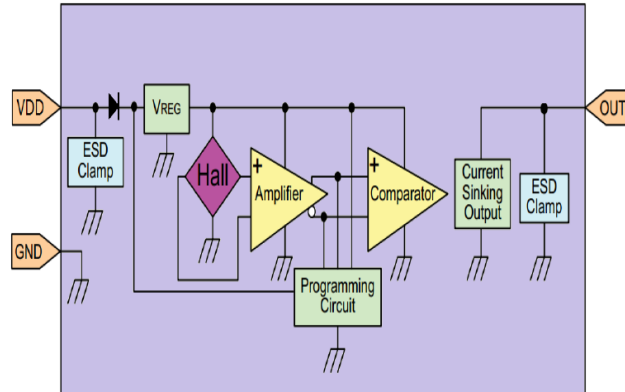 VDD
ESD
Clamp
GND
VREG
Hall
+
Amplifier
+
Comparator
Programming
Circuit
Current
Sinking
Output
ESD
Clamp
OUT